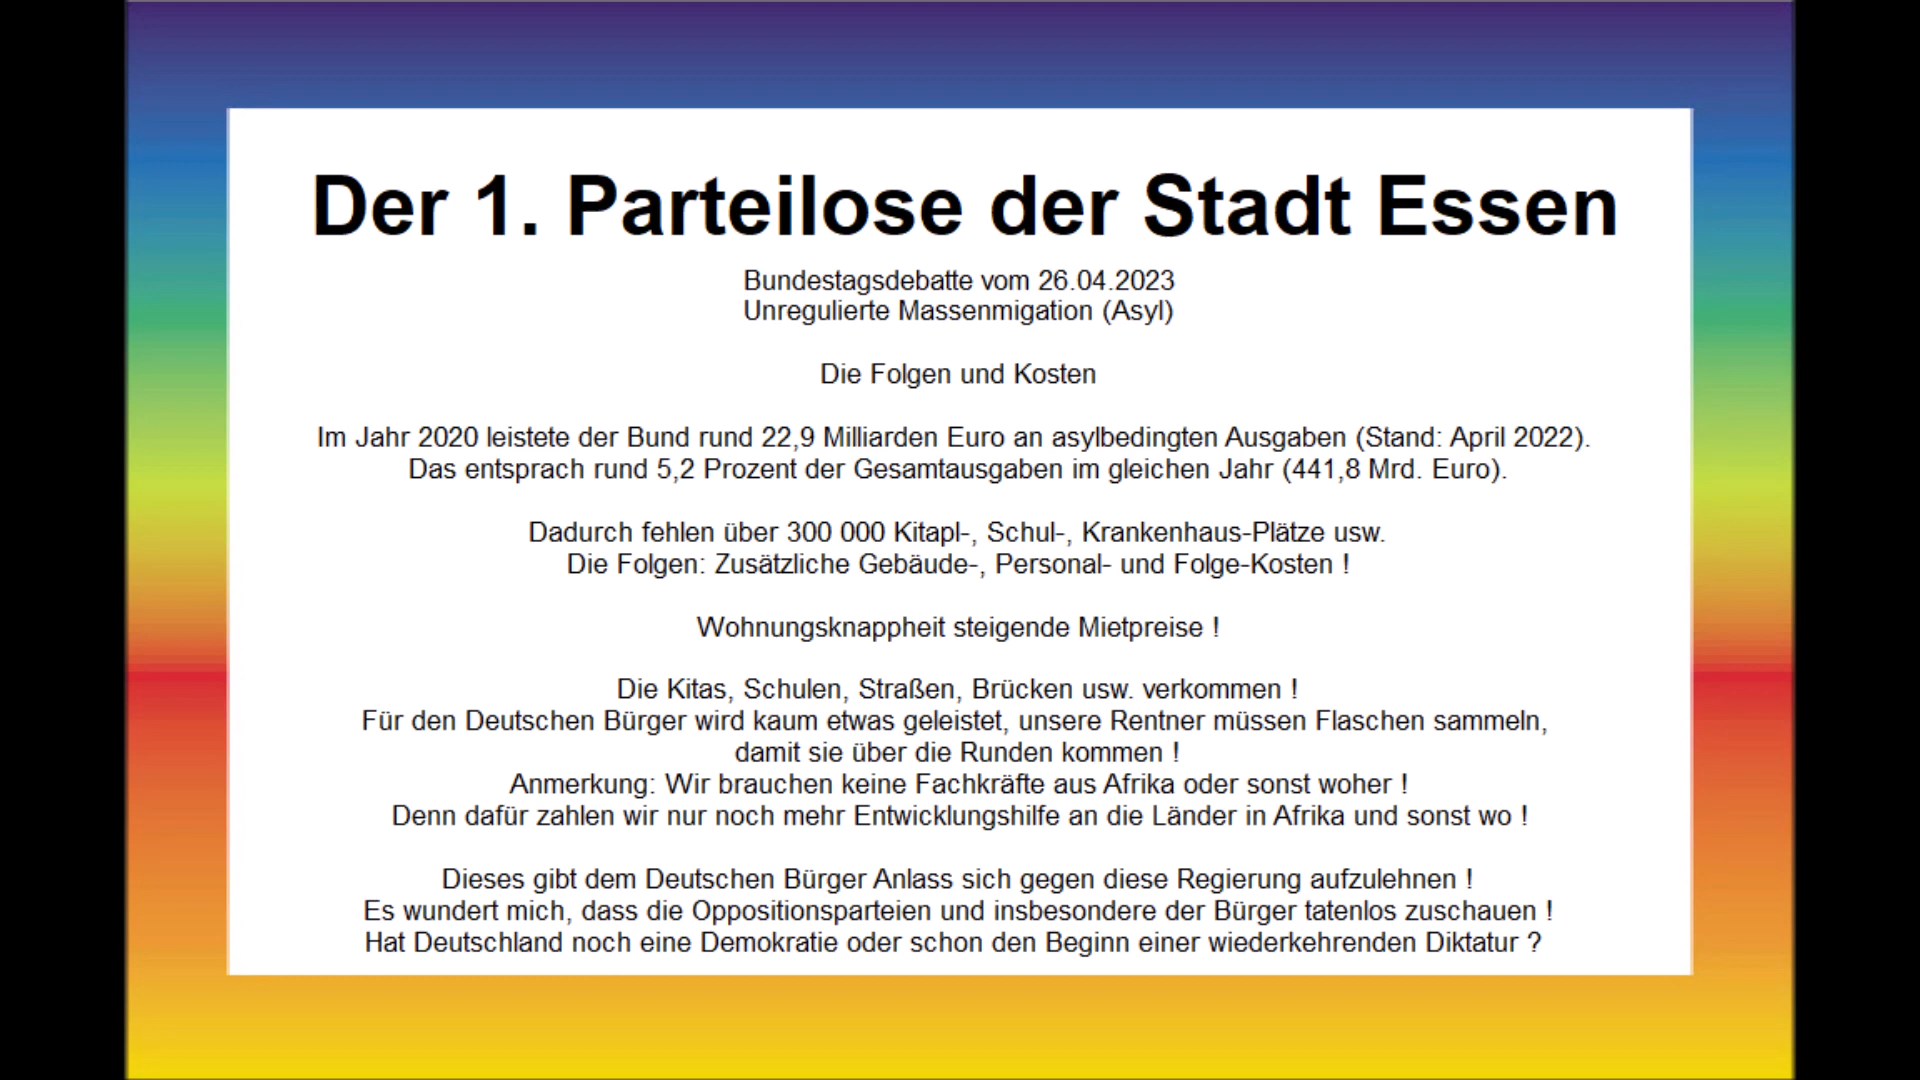 Der 1. Parteilose der Stadt Essen
Bundestagsdebatte vom 26.04.2023
Unregulierte Massenmigation (Asyl)
Die Folgen und Kosten
Im Jahr 2020 leistete der Bund rund 22,9 Milliarden Euro an asylbedingten Ausgaben (Stand: April 2022).
Das entsprach rund 5,2 Prozent der Gesamtausgaben im gleichen Jahr (441,8 Mrd. Euro).
Dadurch fehlen über 300 000 Kitapl-, Schul-, Krankenhaus-Plätze usw.
Die Folgen: Zusätzliche Gebäude-, Personal- und Folge-Kosten !
Wohnungsknappheit steigende Mietpreise !
Die Kitas, Schulen, Straßen, Brücken usw. verkommen !
Für den Deutschen Bürger wird kaum etwas geleistet, unsere Rentner müssen Flaschen sammeln,
damit sie über die Runden kommen !
Anmerkung: Wir brauchen keine Fachkräfte aus Afrika oder sonst woher !
Denn dafür zahlen wir nur noch mehr Entwicklungshilfe an die Länder in Afrika und sonst wo !
Dieses gibt dem Deutschen Bürger Anlass sich gegen diese Regierung aufzulehnen !
Es wundert mich, dass die Oppositionsparteien und insbesondere der Bürger tatenlos zuschauen !
Hat Deutschland noch eine Demokratie oder schon den Beginn einer wiederkehrenden Diktatur ?